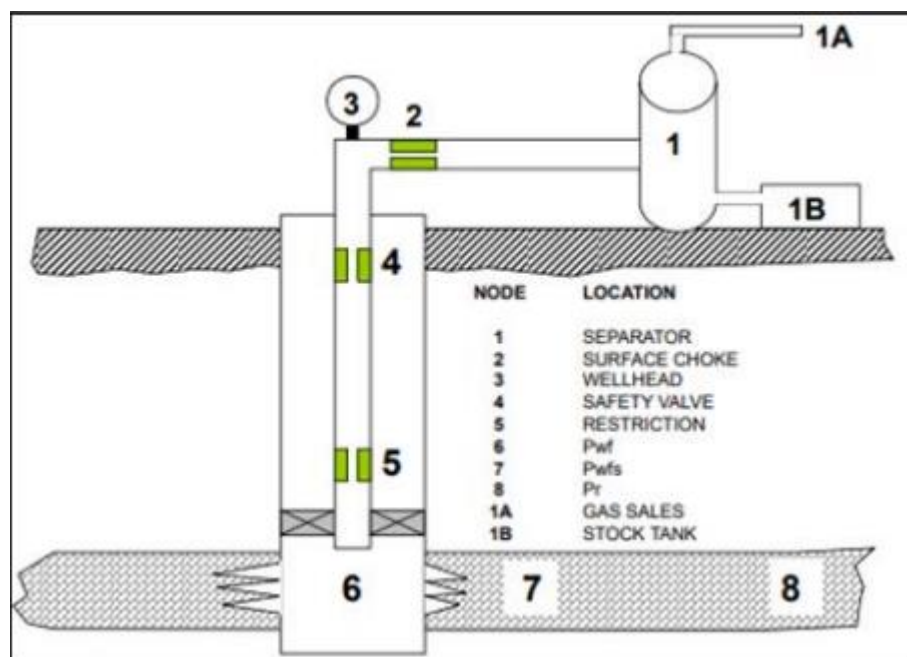 1A
3
2
1
1B
4
NODE LOCATION
1 SEPARATOR
2 SURFACE CHOKE
3 WELLHEAD
4 SAFETY VALVE
5 RESTRICTION
6 Pwf
7 Pwfs
8 Pr
1A GAS SALES
1B STOCK TANK
5
6
7
8